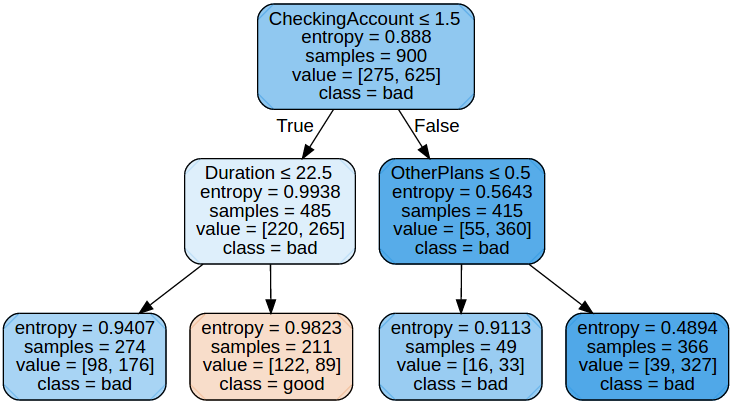 CheckingAccount ≤ 1.5
entropy = 0.888
samples = 900
value = [275, 625]
class = bad
True
False
Duration ≤ 22.5
entropy = 0.9938
samples = 485
value = [220, 265]
class = bad
OtherPlans ≤ 0.5
entropy = 0.5643
samples = 415
value = [55, 360]
class = bad
entropy = 0.9407
samples = 274
value = [98, 176]
class = bad
entropy = 0.9823
samples = 211
value = [122, 89]
class = good
entropy = 0.9113
samples = 49
value = [16, 33]
class = bad
entropy = 0.4894
samples = 366
value = [39, 327]
class = bad